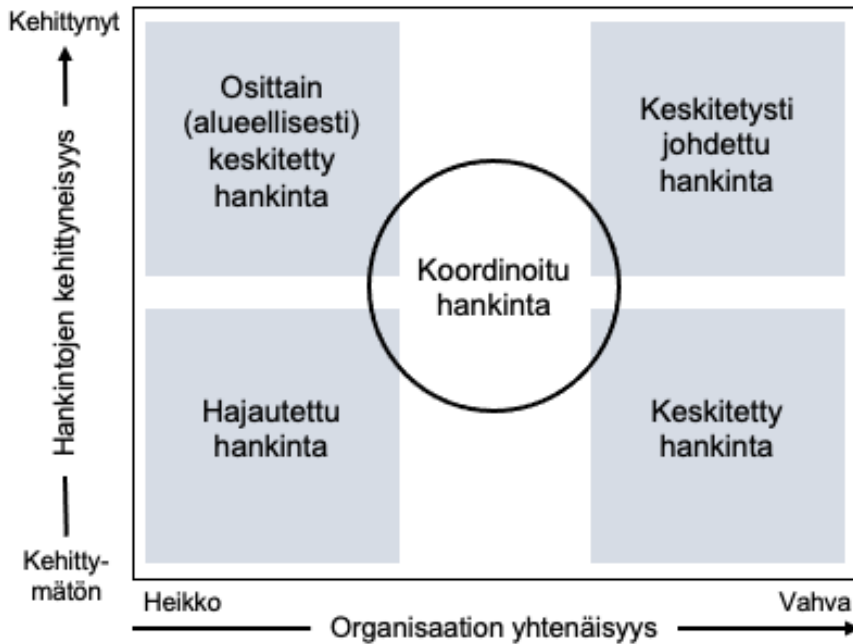 Kehittynyt
Hankintojen kehittyneisyys
Kehitty-
mätön
Osittain
(alueellisesti)
keskitetty
hankinta
Keskitetysti
johdettu
hankinta
Koordinoitu
hankinta
Hajautettu
hankinta
Keskitetty
hankinta
Heikko
Organisaation yhtenäisyys
Vahva